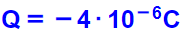 Q = −4·10⁻⁶C